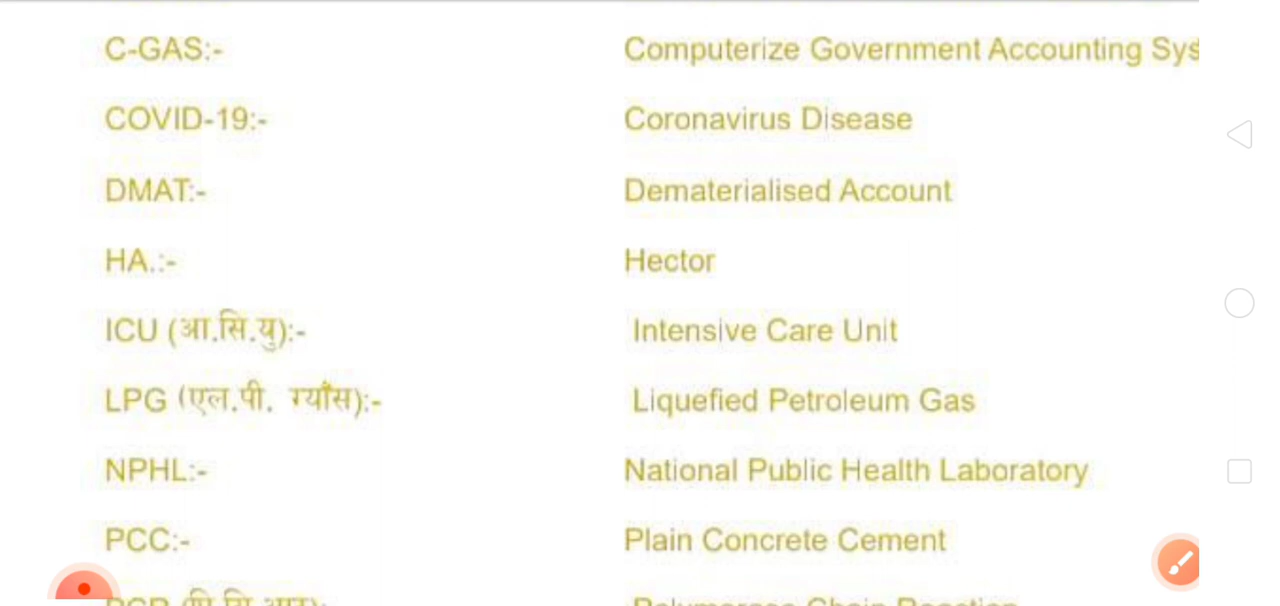 C-GAS:- Computerize Government Accounting Sys
COVID-19:- Coronavirus Disease
DMAT:- Dematerialised Account
HA.:- Hector
ICU (आ.सि.यु):- Intensive Care Unit
LPG (एल.पी. ग्याँस):- Liquefied Petroleum Gas
NPHL:- National Public Health Laboratory
PCC:- Plain Concrete Cement